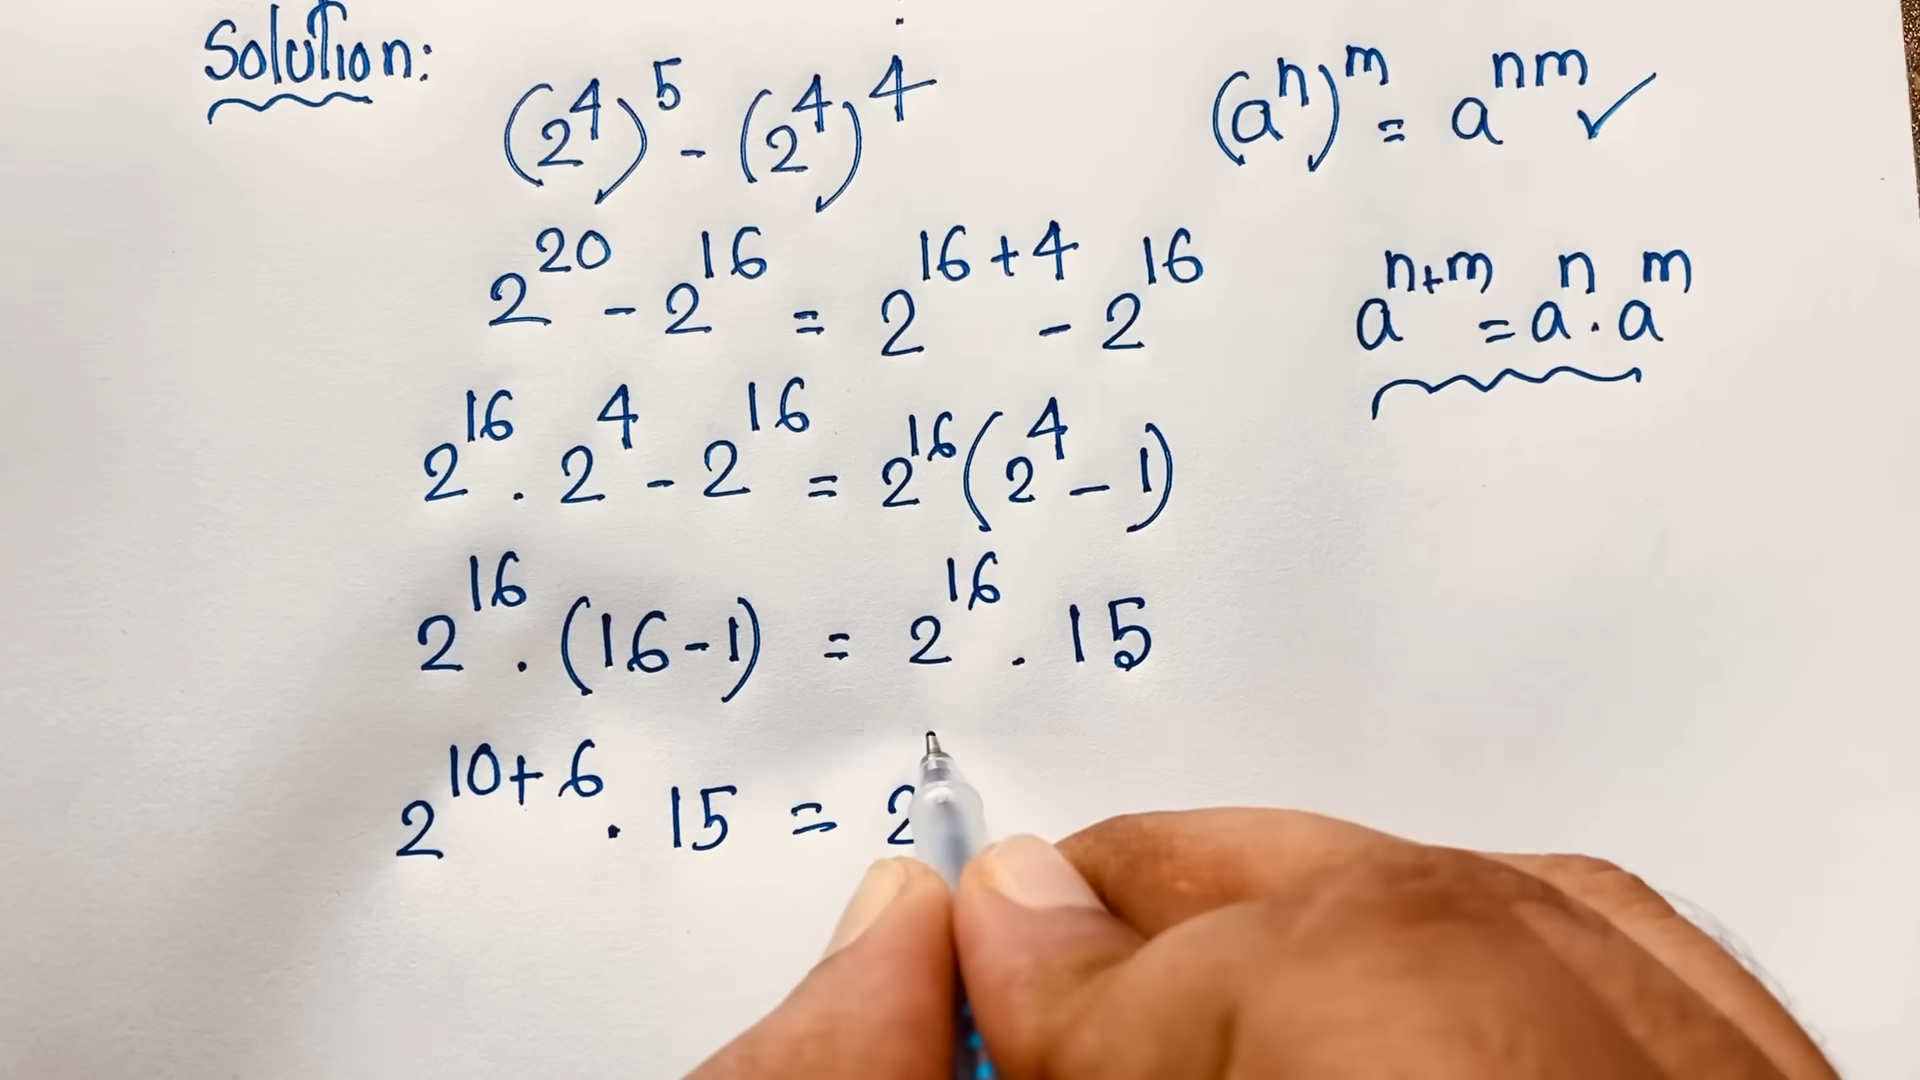 Solution:
(2^4)^5 - (2^4)^4
(a^n)^m = a^{nm} ✓
2^{20} - 2^{16} = 2^{16+4} - 2^{16}
a^{n+m} = a^n . a^m
2^{16} . 2^4 - 2^{16} = 2^{16}(2^4 - 1)
2^{16} . (16-1) = 2^{16} . 15
2^{10+6} . 15 = 2